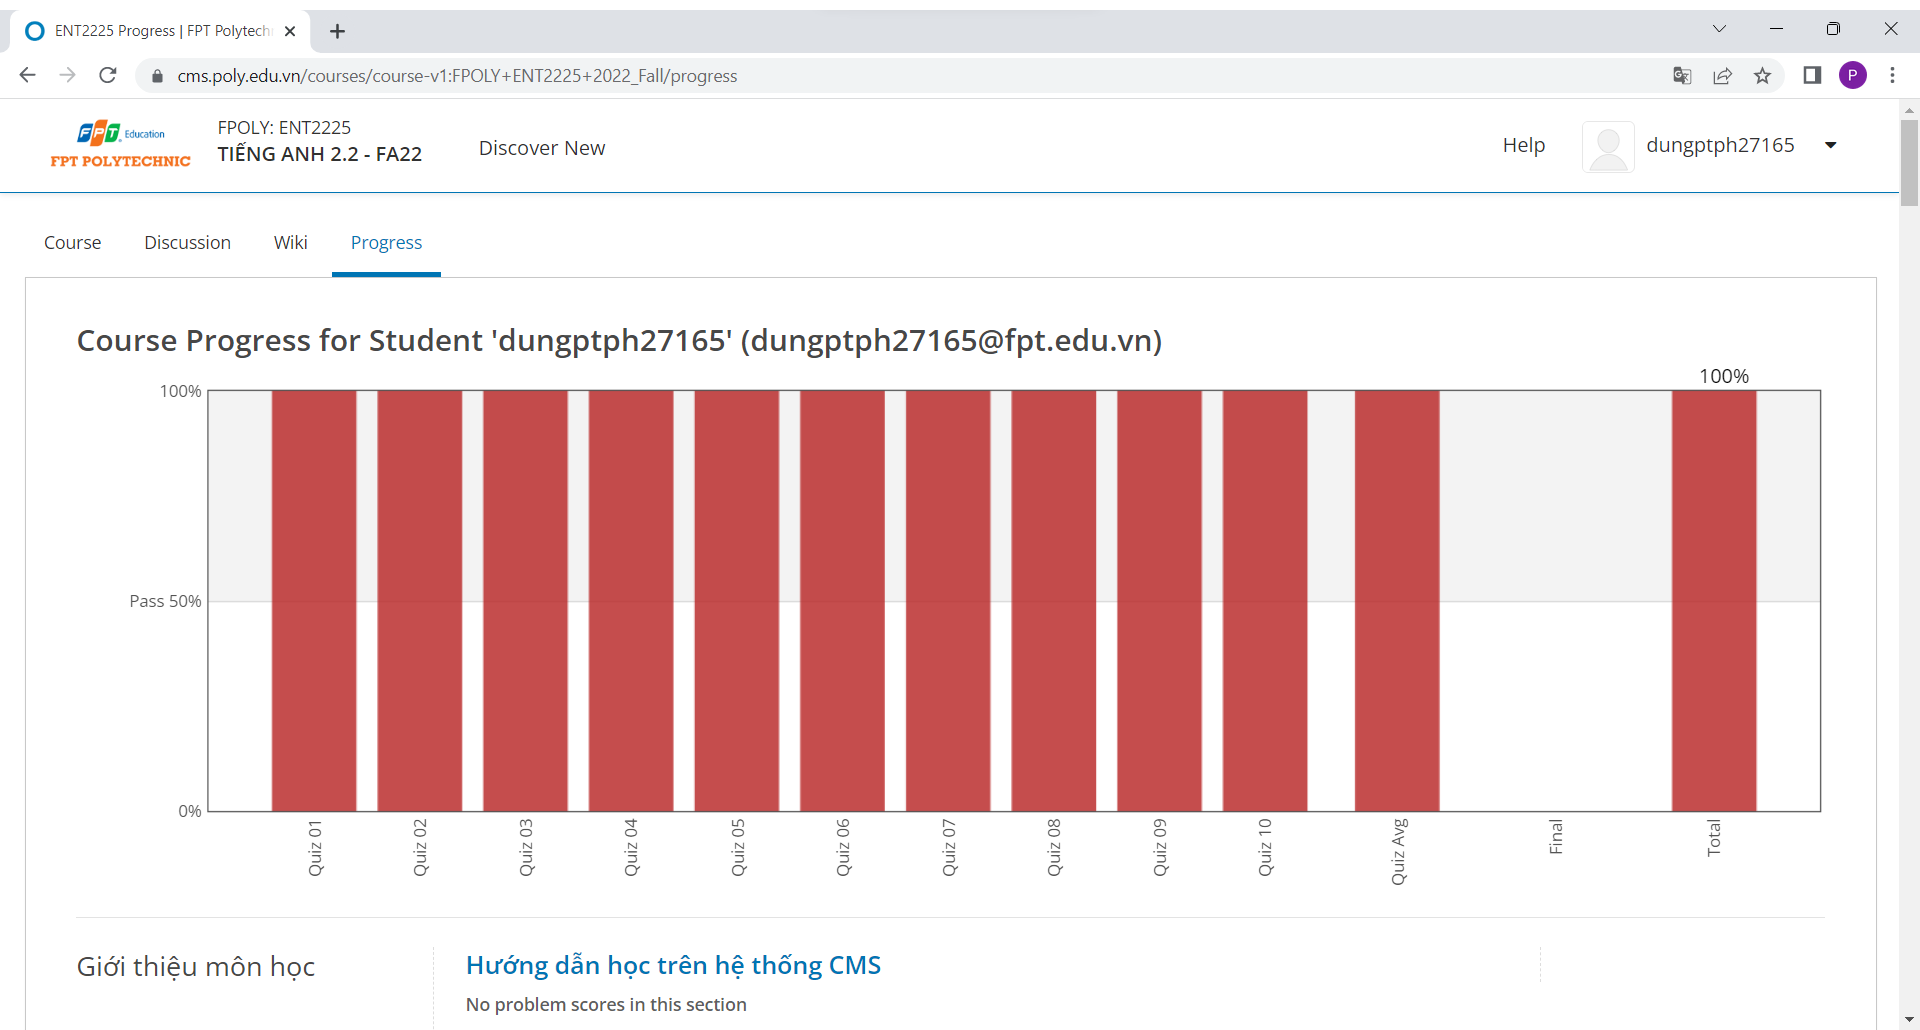 ENT2225 Progress | FPT Polytech
cms.poly.edu.vn/courses/course-v1:FPOLY+ENT2225+2022_Fall/progress
P
FPT Education
FPT POLYTECHNIC
FPOLY: ENT2225
TIẾNG ANH 2.2 - FA22
Discover New
Help
dungptph27165
Course
Discussion
Wiki
Progress
Course Progress for Student 'dungptph27165' (dungptph27165@fpt.edu.vn)
100%
100%
Pass 50%
0%
Quiz 01
Quiz 02
Quiz 03
Quiz 04
Quiz 05
Quiz 06
Quiz 07
Quiz 08
Quiz 09
Quiz 10
Quiz Avg
Final
Total
Giới thiệu môn học
Hướng dẫn học trên hệ thống CMS
No problem scores in this section